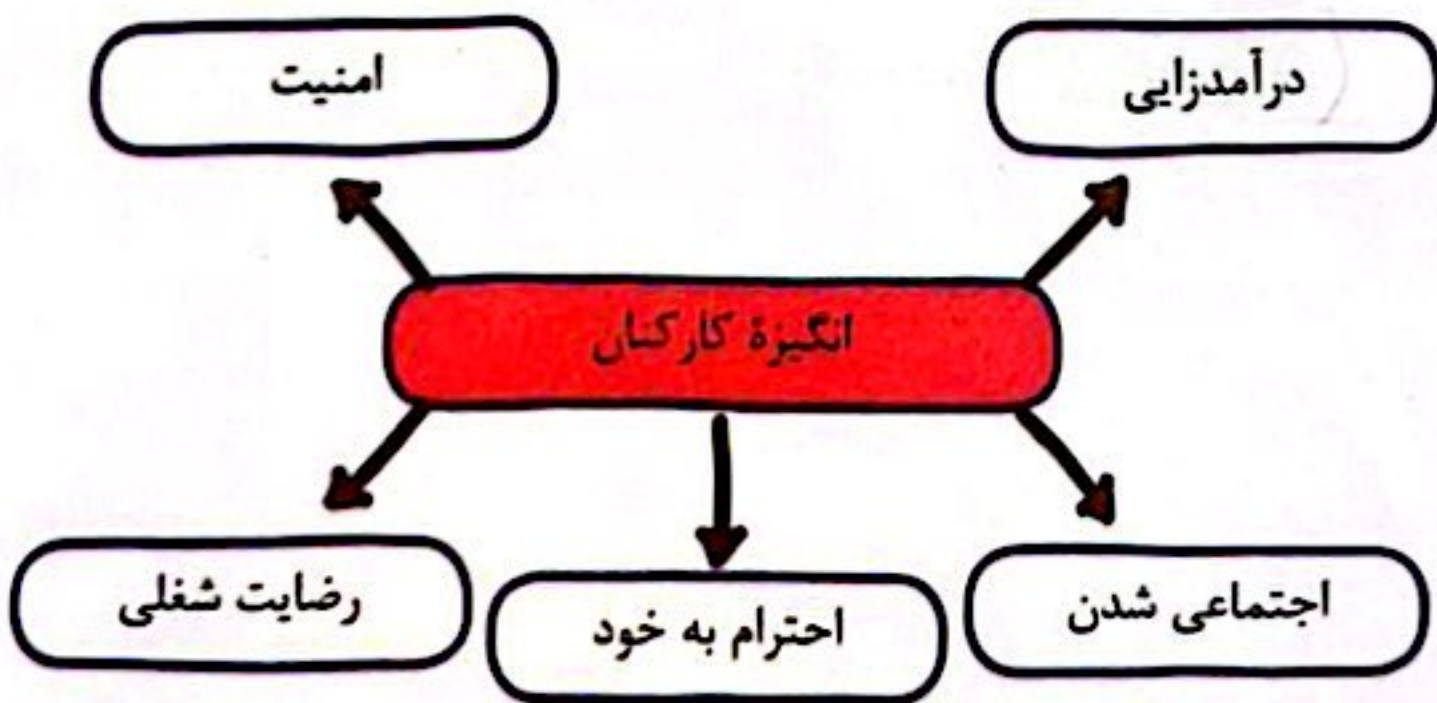 درآمدزایی
امنیت
انگیزهٔ کارکنان
اجتماعی شدن
احترام به خود
رضایت شغلی